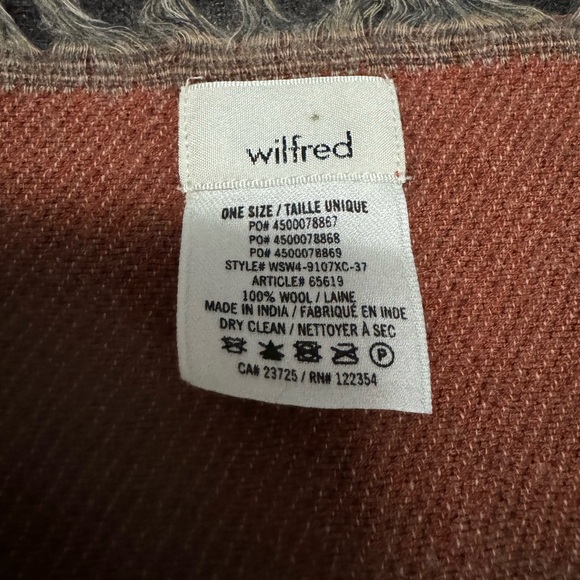 wilfred
ONE SIZE / TAILLE UNIQUE
PO# 4500078867
PO# 4500078868
PO# 4500078869
STYLE# WSW4-9107XC-37
ARTICLE# 65619
100% WOOL / LAINE
MADE IN INDIA / FABRIQUÉ EN INDE
DRY CLEAN / NETTOYER À SEC
P
CA# 23725 / RN# 122354